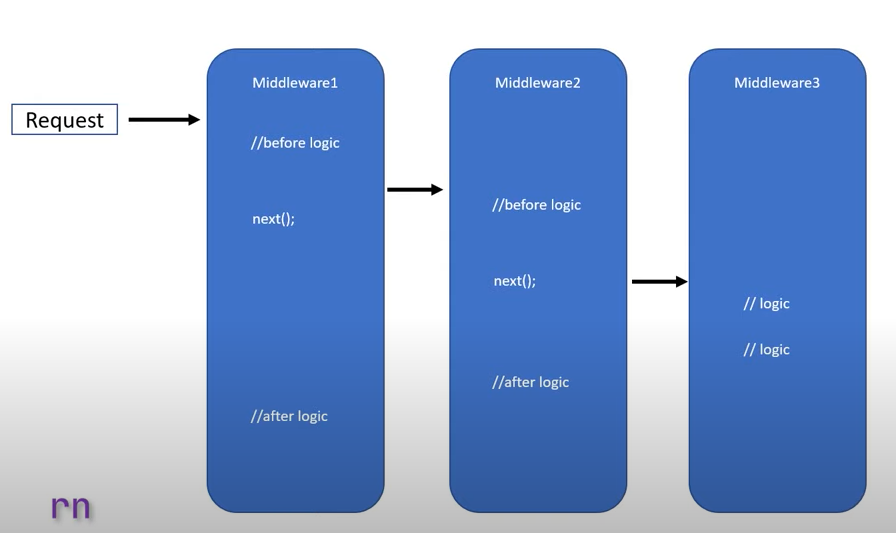 Request
Middleware1
//before logic
next();
//after logic
Middleware2
//before logic
next();
//after logic
Middleware3
// logic
// logic
rn